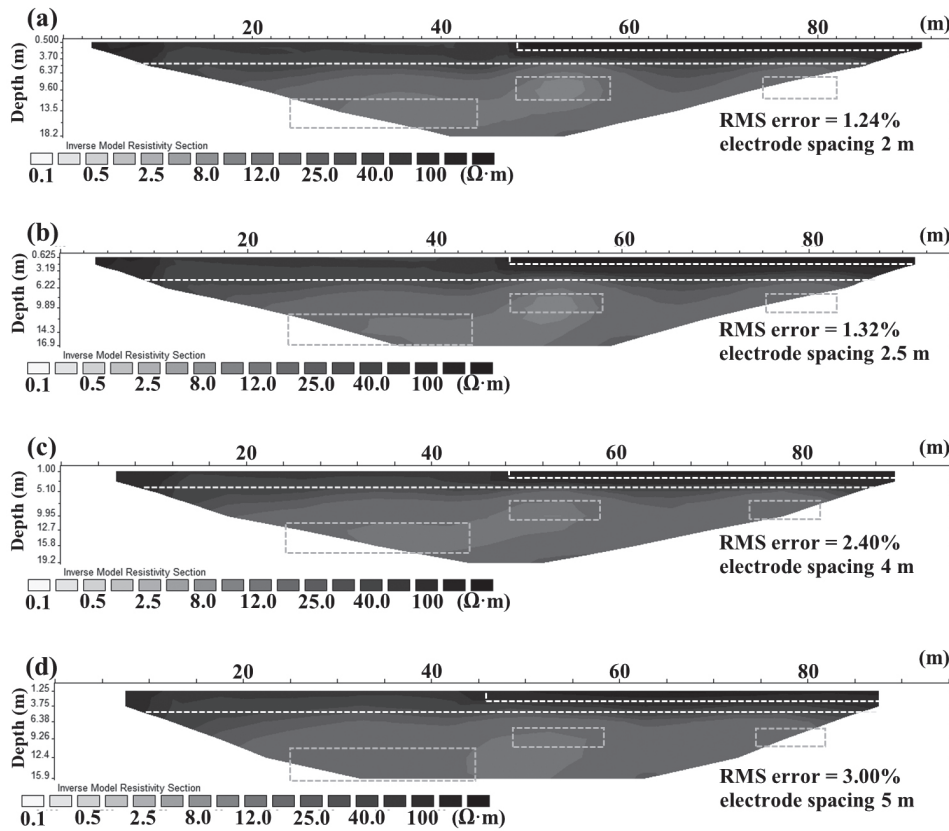 (a)
20 40 60 80 (m)
Depth (m)
0.500
3.70
6.37
9.60
13.5
18.2
RMS error = 1.24%
electrode spacing 2 m
Inverse Model Resistivity Section
0.1 0.5 2.5 8.0 12.0 25.0 40.0 100 (Ω·m)
(b)
20 40 60 80 (m)
Depth (m)
0.625
3.19
6.22
9.89
14.3
16.9
RMS error = 1.32%
electrode spacing 2.5 m
Inverse Model Resistivity Section
0.1 0.5 2.5 8.0 12.0 25.0 40.0 100 (Ω·m)
(c)
20 40 60 80 (m)
Depth (m)
1.00
5.10
9.95
12.7
15.8
19.2
RMS error = 2.40%
electrode spacing 4 m
Inverse Model Resistivity Section
0.1 0.5 2.5 8.0 12.0 25.0 40.0 100 (Ω·m)
(d)
20 40 60 80 (m)
Depth (m)
1.25
3.75
6.38
9.26
12.4
15.9
RMS error = 3.00%
electrode spacing 5 m
Inverse Model Resistivity Section
0.1 0.5 2.5 8.0 12.0 25.0 40.0 100 (Ω·m)